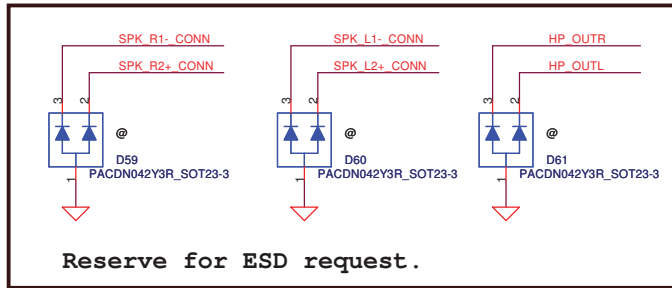 SPK_R1-_CONN
SPK_R2+_CONN
3
2
@
D59
PACDN042Y3R_SOT23-3
1
SPK_L1-_CONN
SPK_L2+_CONN
3
2
@
D60
PACDN042Y3R_SOT23-3
1
HP_OUTR
HP_OUTL
3
2
@
D61
PACDN042Y3R_SOT23-3
1
Reserve for ESD request.